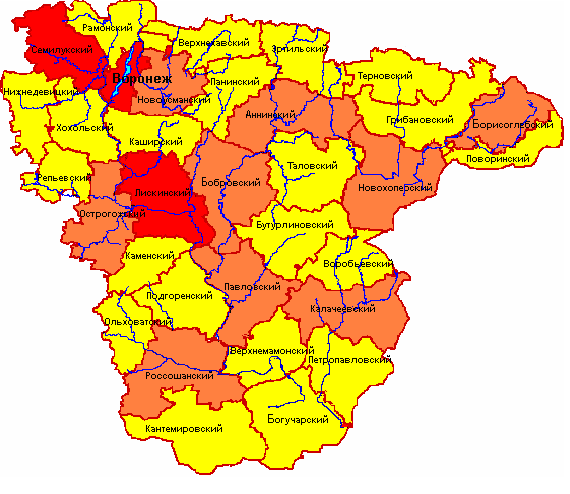 Рамонский
Семилукский
Верхнехавский
Эртильский
Воронеж
Терновский
Панинский
Нижнедевицкий
Новоусманский
Аннинский
Грибановский
Борисоглебский
Хохольский
Каширский
Поворинский
Таловский
Репьевский
Бобровский
Новохоперский
Лискинский
Острогожский
Бутурлиновский
Каменский
Воробьевский
Павловский
Подгоренский
Калачеевский
Ольховатский
Верхнемамонский
Петропавловский
Россошанский
Богучарский
Кантемировский